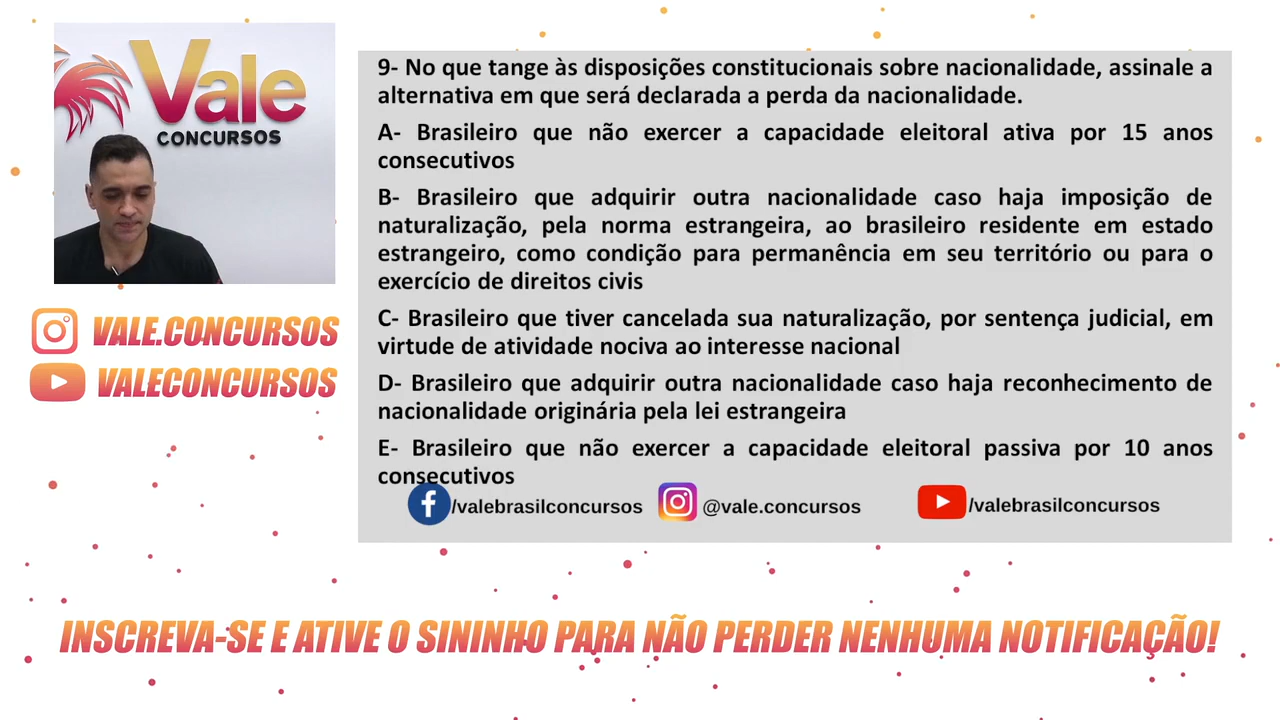 Vale
CONCURSOS
VALE.CONCURSOS
VALECONCURSOS
9- No que tange às disposições constitucionais sobre nacionalidade, assinale a
alternativa em que será declarada a perda da nacionalidade.
A- Brasileiro que não exercer a capacidade eleitoral ativa por 15 anos
consecutivos
B- Brasileiro que adquirir outra nacionalidade caso haja imposição de
naturalização, pela norma estrangeira, ao brasileiro residente em estado
estrangeiro, como condição para permanência em seu território ou para o
exercício de direitos civis
C- Brasileiro que tiver cancelada sua naturalização, por sentença judicial, em
virtude de atividade nociva ao interesse nacional
D- Brasileiro que adquirir outra nacionalidade caso haja reconhecimento de
nacionalidade originária pela lei estrangeira
E- Brasileiro que não exercer a capacidade eleitoral passiva por 10 anos
consecutivos
/valebrasilconcursos @vale.concursos /valebrasilconcursos
INSCREVA-SE E ATIVE O SININHO PARA NÃO PERDER NENHUMA NOTIFICAÇÃO!